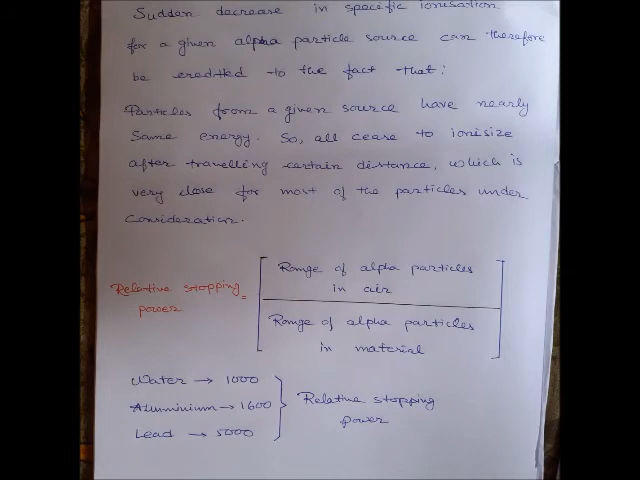 Sudden decrease in specific ionisation
for a given alpha particle source can therefore
be credited to the fact that:
Particles from a given source have nearly
Same energy. So, all cease to ionisize
after travelling certain distance, which is
very close for most of the particles under
Consideration.
Relative stopping power = [
Range of alpha particles
in air
Range of alpha particles
in material
]
Water → 1000
Aluminium → 1600
Lead → 5000
} Relative stopping
power